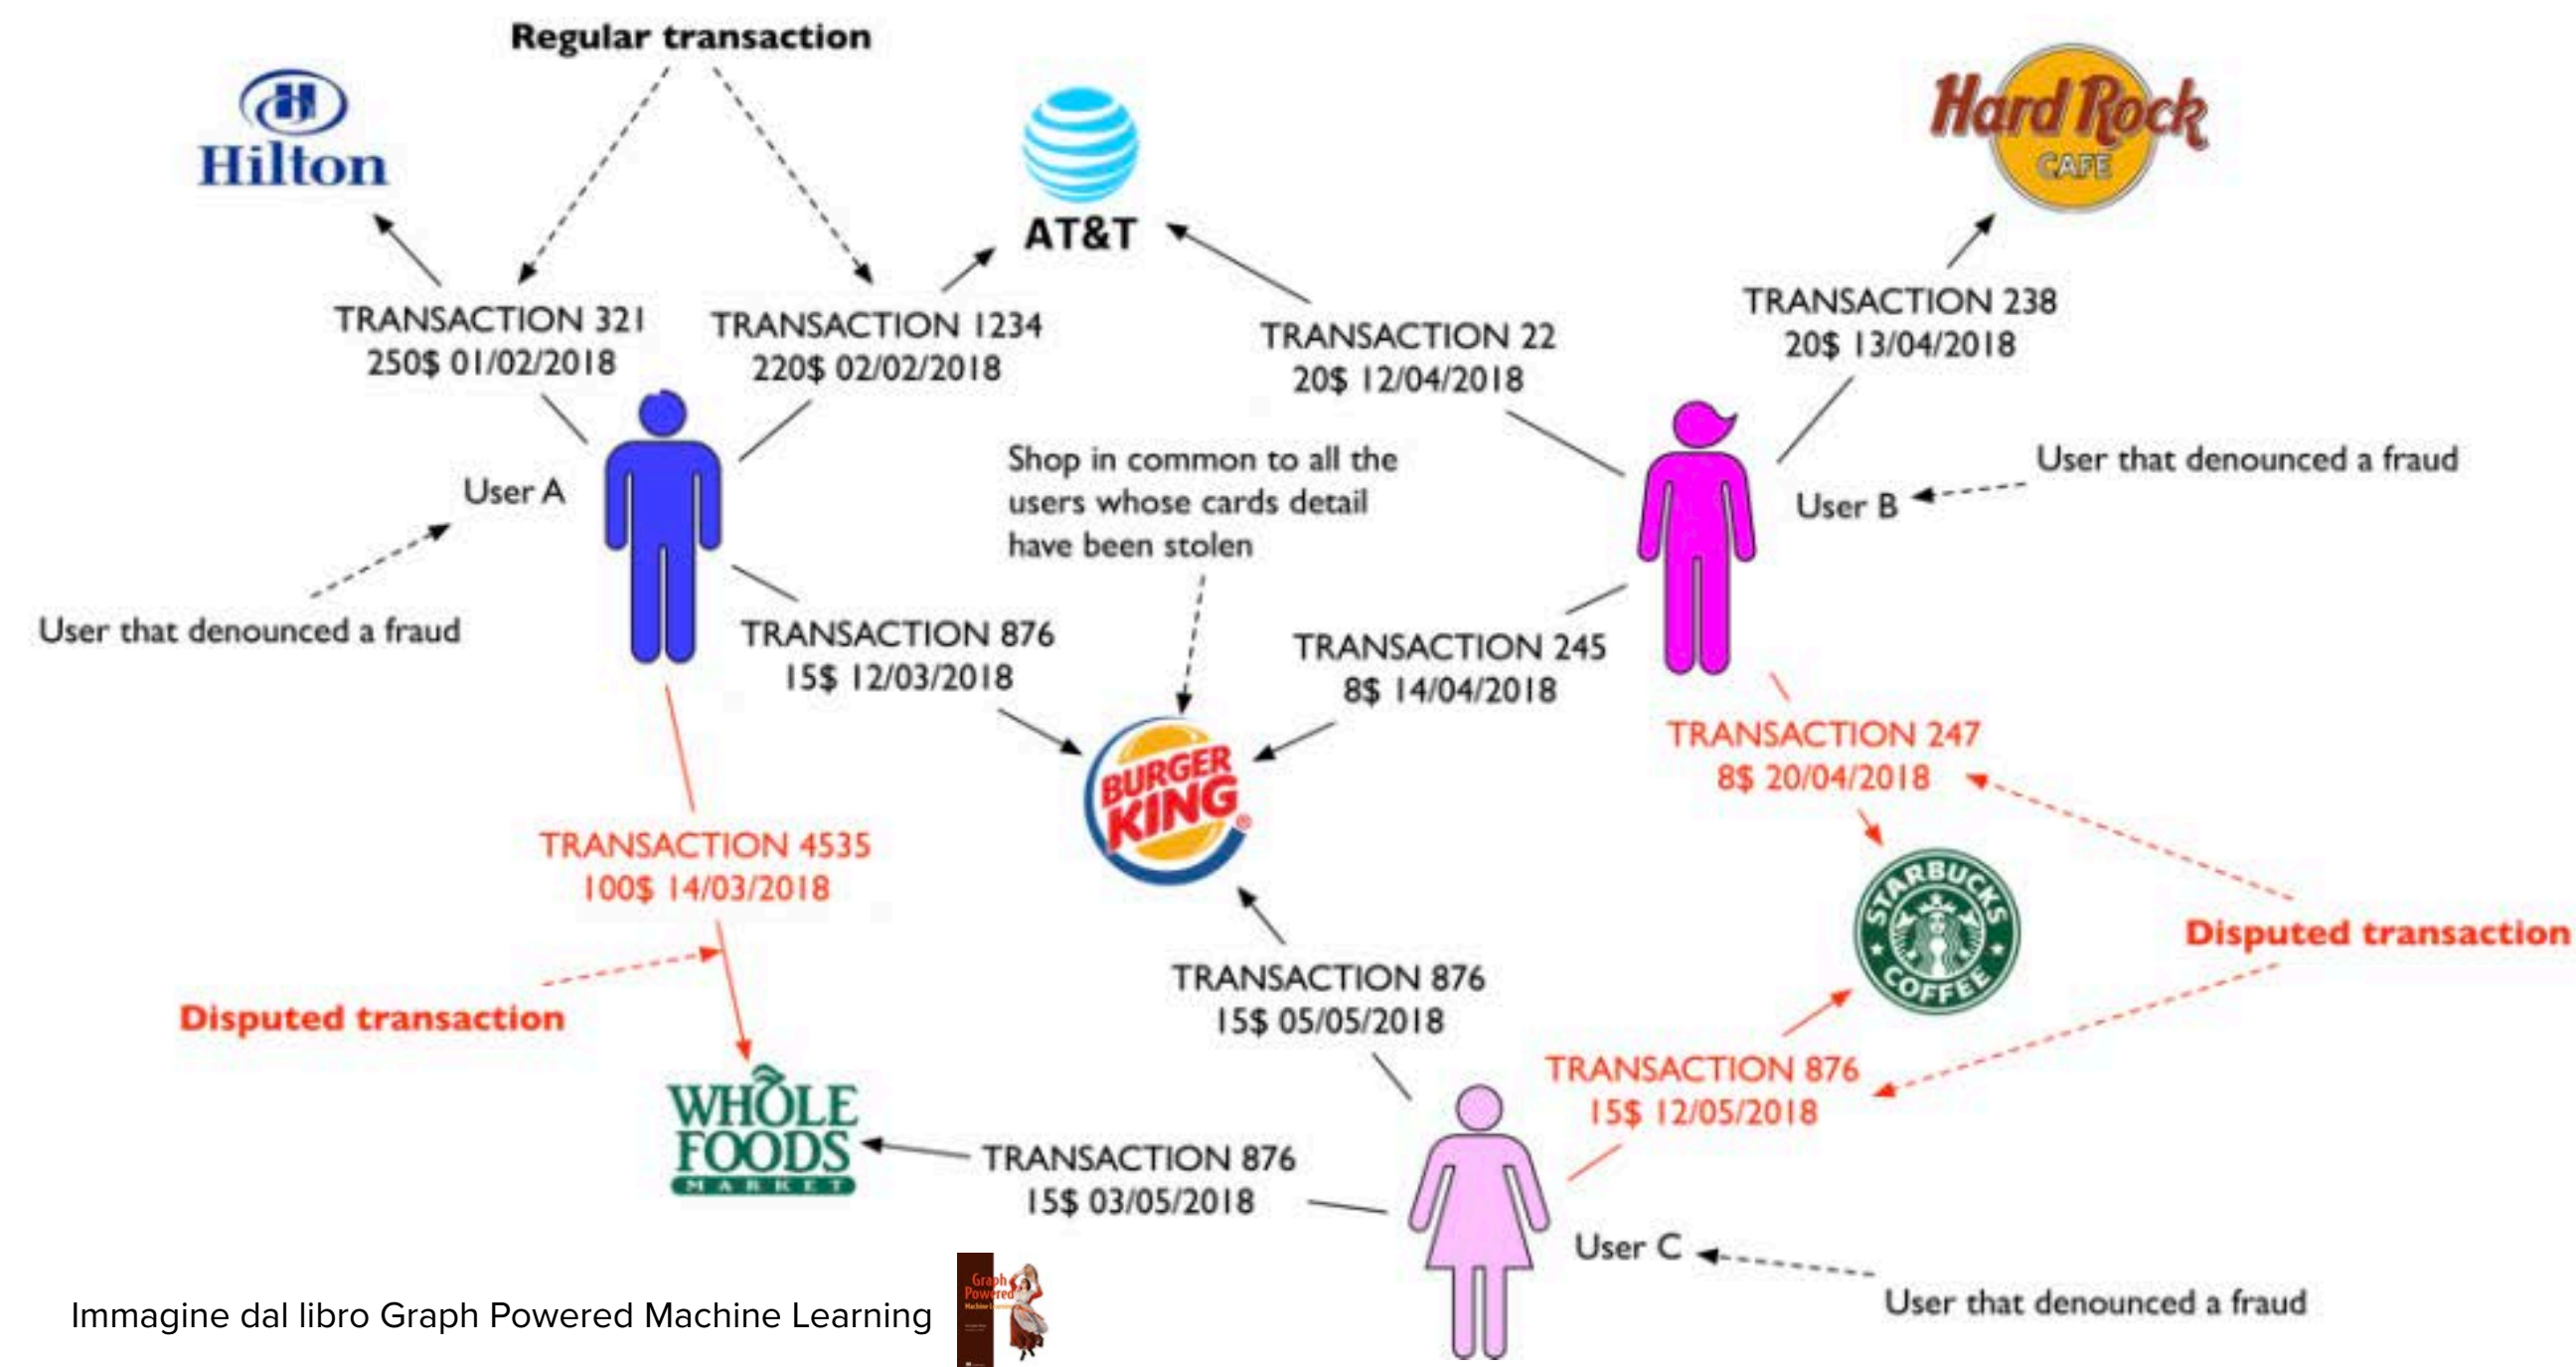 Regular transaction
Hilton
AT&T
Hard Rock
CAFE
TRANSACTION 321
250$ 01/02/2018
TRANSACTION 1234
220$ 02/02/2018
TRANSACTION 22
20$ 12/04/2018
TRANSACTION 238
20$ 13/04/2018
User A
User that denounced a fraud
Shop in common to all the
users whose cards detail
have been stolen
User B
User that denounced a fraud
TRANSACTION 876
15$ 12/03/2018
TRANSACTION 245
8$ 14/04/2018
BURGER
KING®
TRANSACTION 247
8$ 20/04/2018
TRANSACTION 4535
100$ 14/03/2018
Disputed transaction
STARBUCKS
COFFEE
Disputed transaction
TRANSACTION 876
15$ 05/05/2018
TRANSACTION 876
15$ 12/05/2018
WHOLE
FOODS
MARKET
TRANSACTION 876
15$ 03/05/2018
User C
User that denounced a fraud
Immagine dal libro Graph Powered Machine Learning
Graph
Powered
Machine Learning